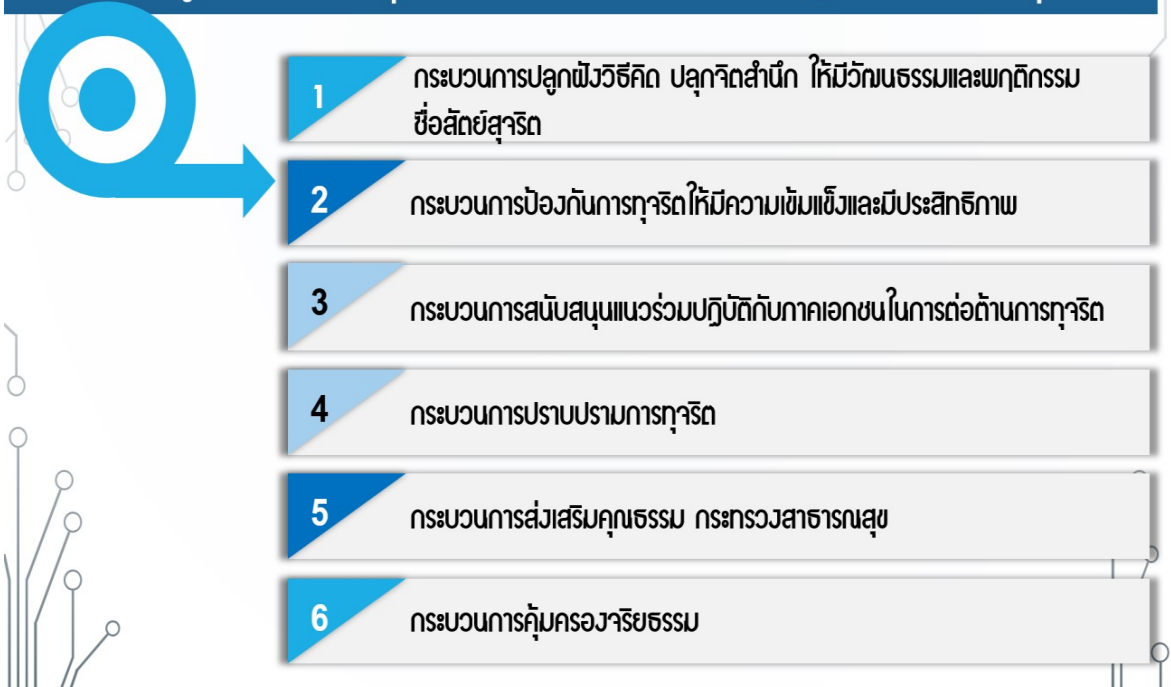 1
กระบวนการปลูกฝังวิธีคิด ปลุกจิตสำนึก ให้มีวัฒนธรรมและพฤติกรรม
ซื่อสัตย์สุจริต
2
กระบวนการป้องกันการทุจริตให้มีความเข้มแข็งและมีประสิทธิภาพ
3
กระบวนการสนับสนุนแนวร่วมปฏิบัติกับภาคเอกชนในการต่อต้านการทุจริต
4
กระบวนการปราบปรามการทุจริต
5
กระบวนการส่งเสริมคุณธรรม กระทรวงสาธารณสุข
6
กระบวนการคุ้มครองจริยธรรม